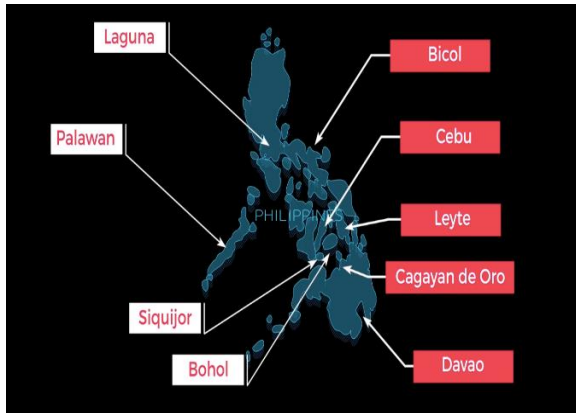 Laguna
Bicol
Palawan
Cebu
PHILIPPINES
Leyte
Cagayan de Oro
Siquijor
Bohol
Davao